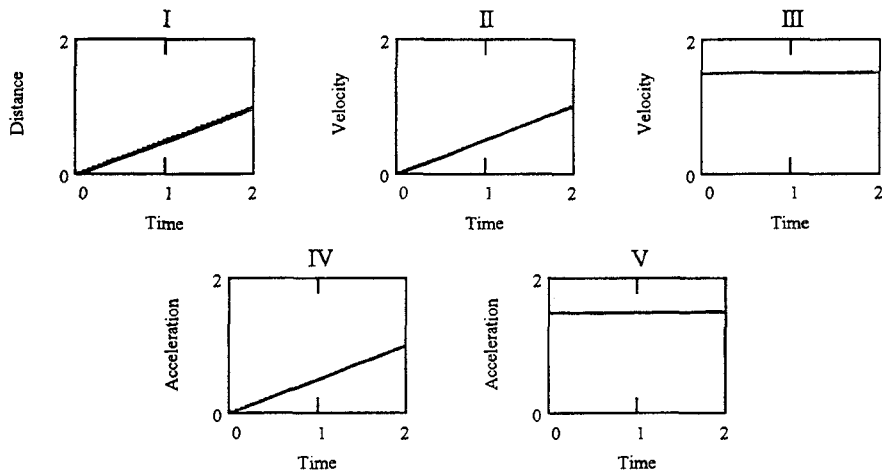 I
2
Distance
0
0 1 2
Time
II
2
Velocity
0
0 1 2
Time
III
2
Velocity
0
0 1 2
Time
IV
2
Acceleration
0
0 1 2
Time
V
2
Acceleration
0
0 1 2
Time